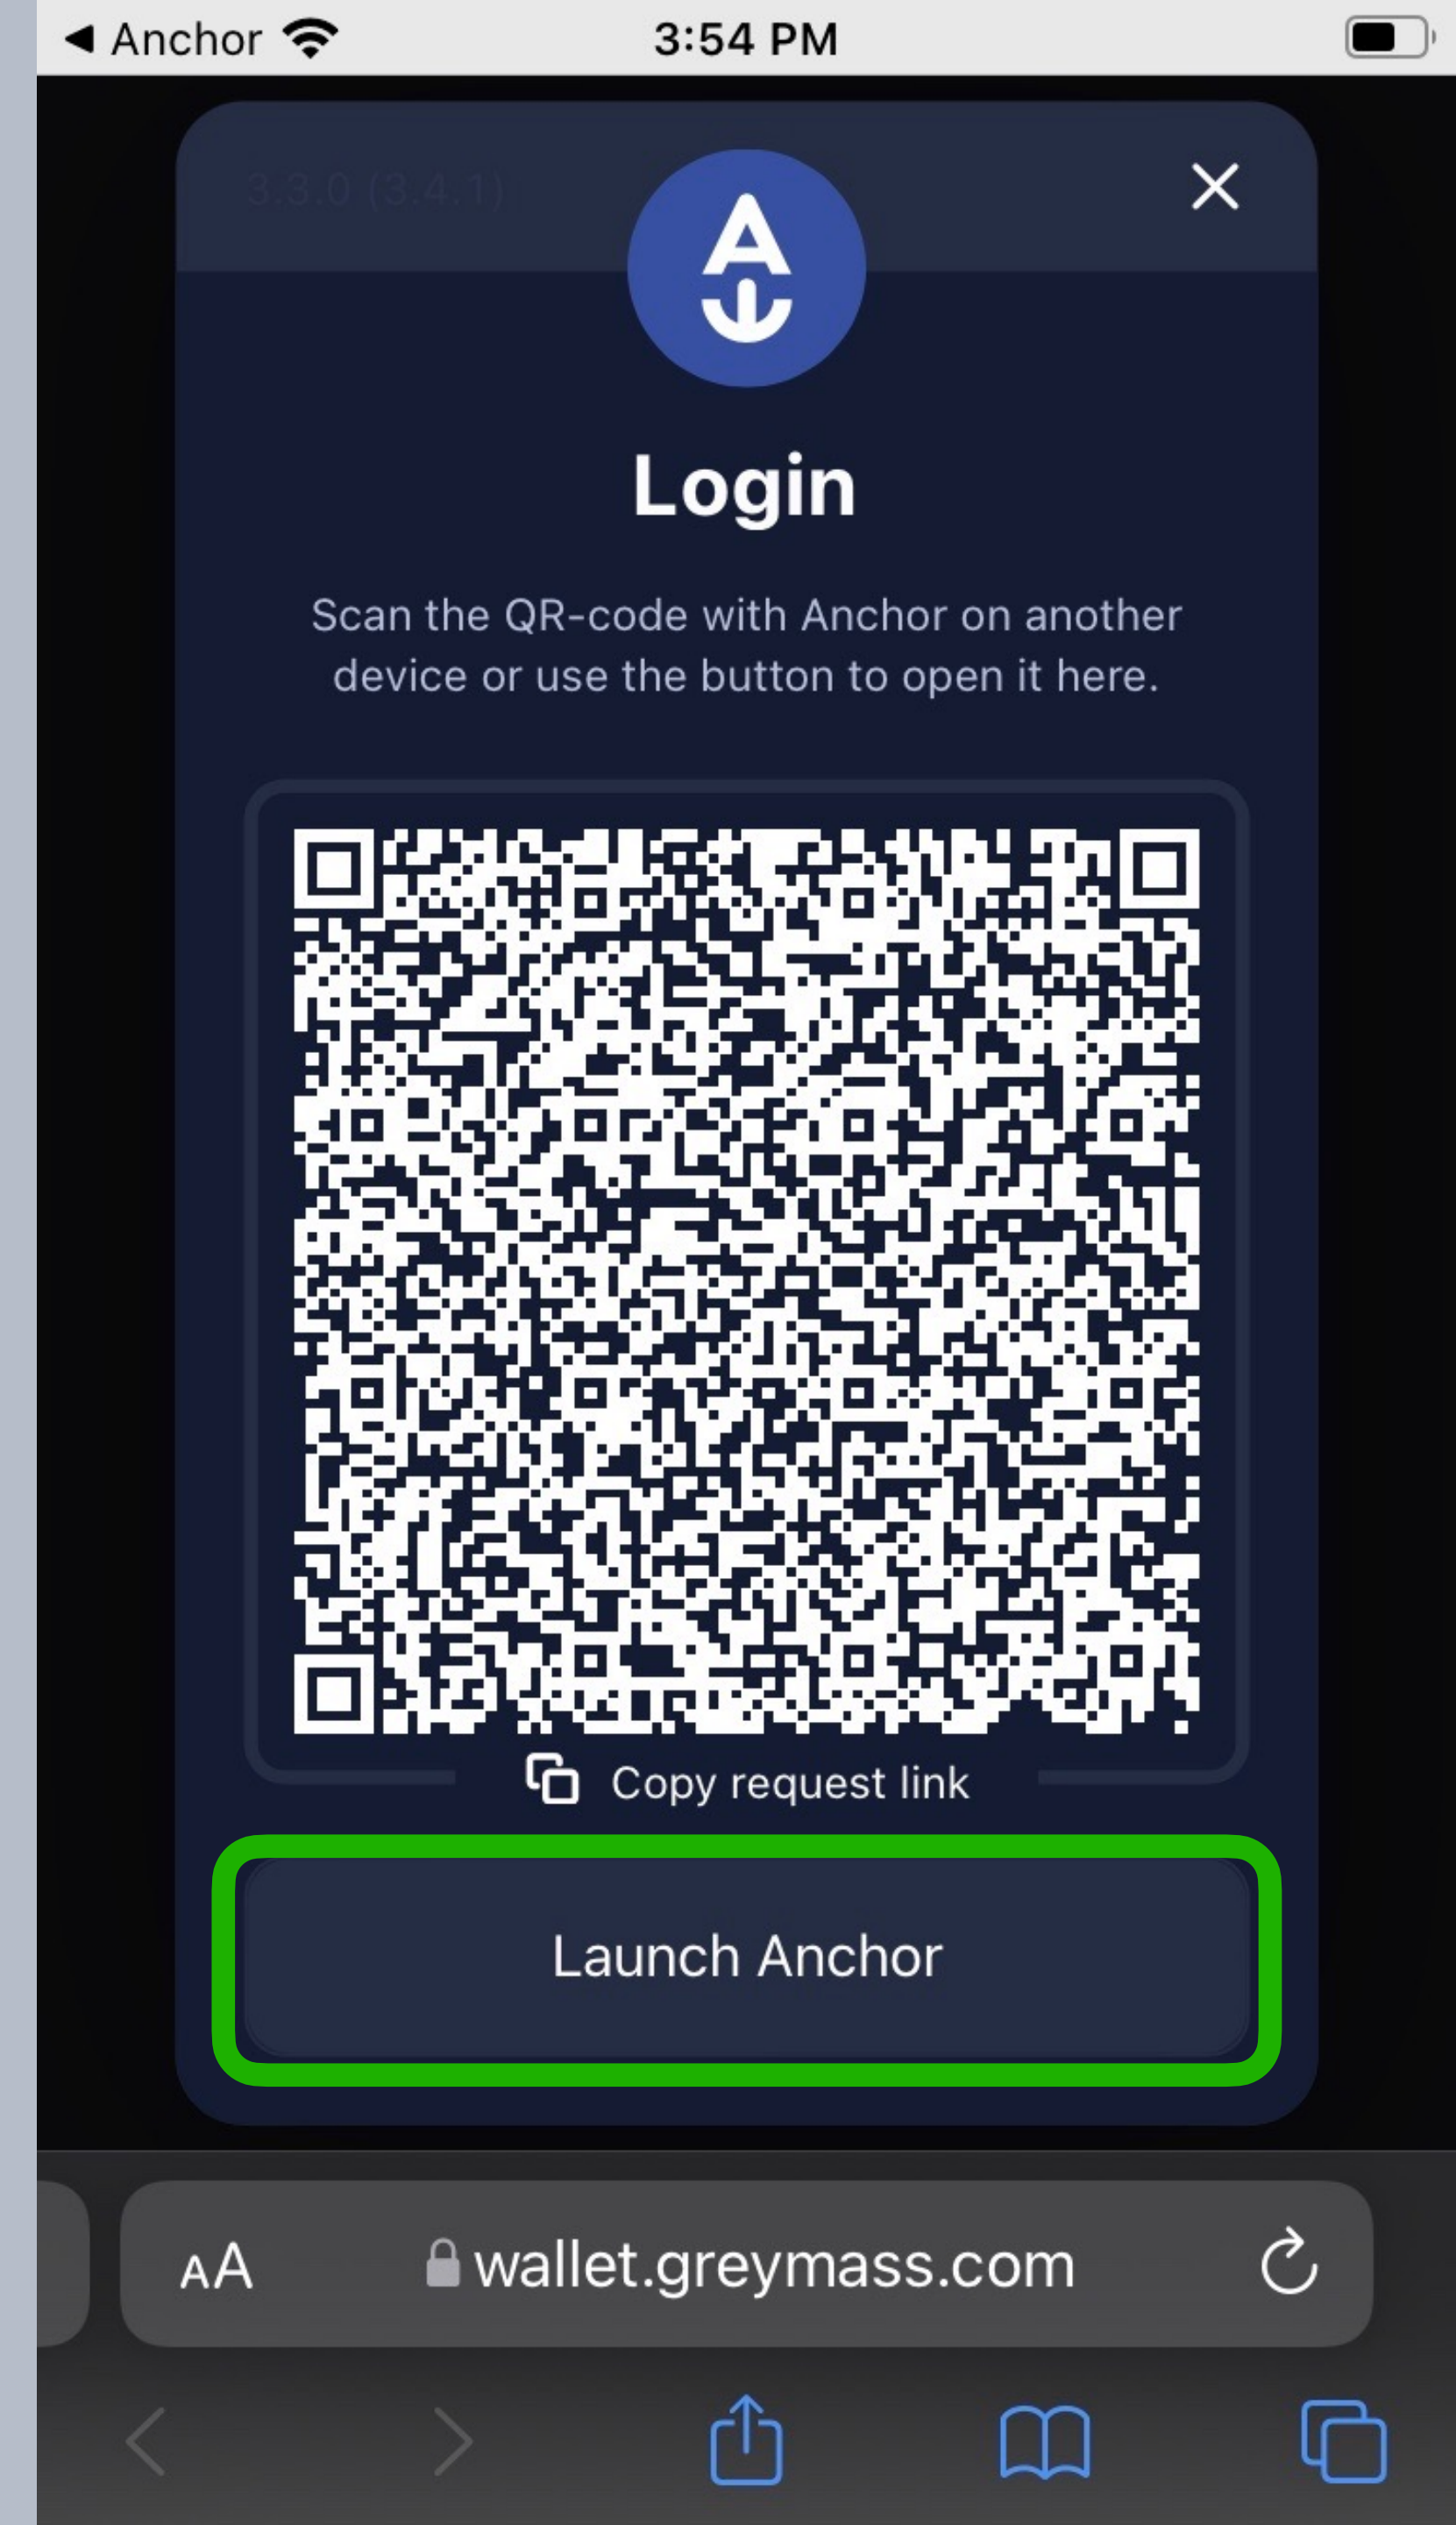 Anchor
3:54 PM
3.3.0 (3.4.1)
Login
Scan the QR-code with Anchor on another
device or use the button to open it here.
Copy request link
Launch Anchor
AA
wallet.greymass.com